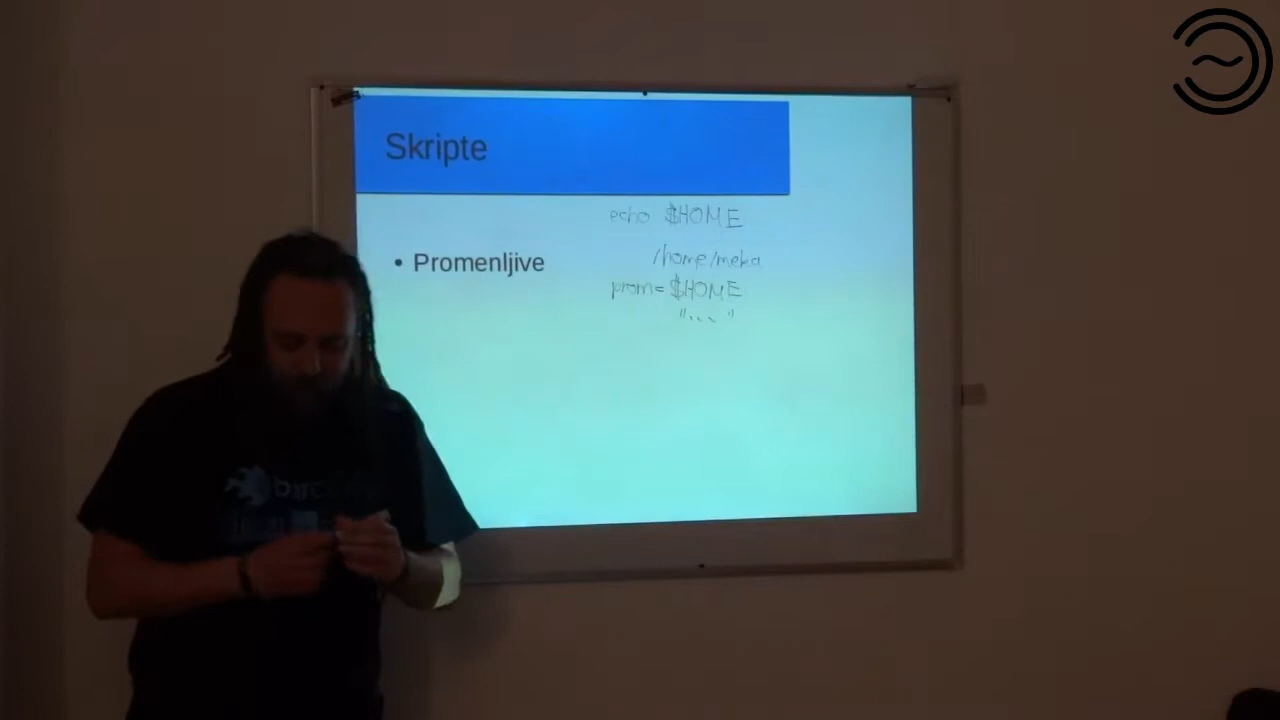 Skripte
echo $HOME
• Promenljive
/home/meka
prom=$HOME
"... "